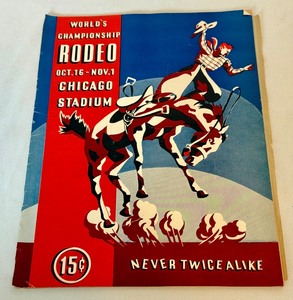 WORLD'S
CHAMPIONSHIP
RODEO
OCT. 16 - NOV. 1
CHICAGO
STADIUM
15¢
NEVER TWICE ALIKE